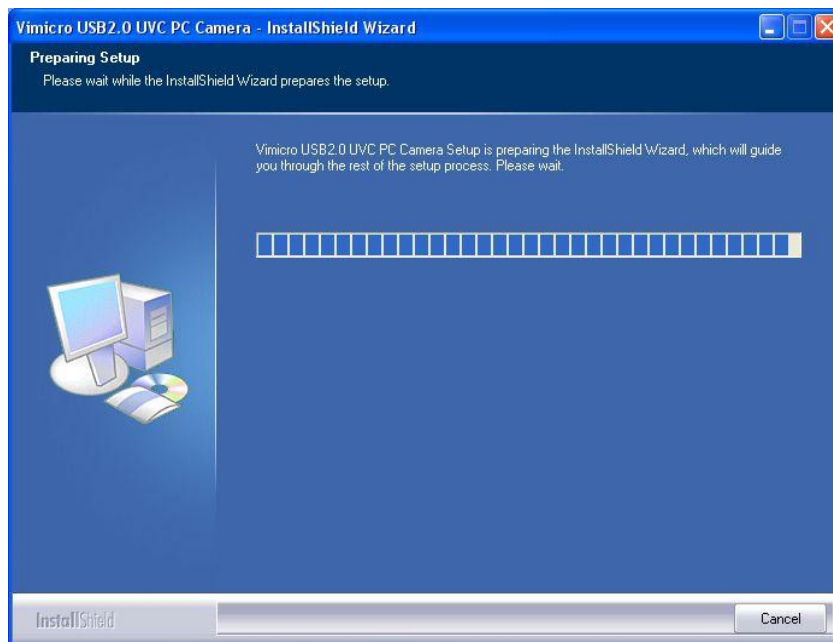 Vimicro USB2.0 UVC PC Camera - InstallShield Wizard
Preparing Setup
Please wait while the InstallShield Wizard prepares the setup.
Vimicro USB2.0 UVC PC Camera Setup is preparing the InstallShield Wizard, which will guide
you through the rest of the setup process. Please wait.
InstallShield
Cancel